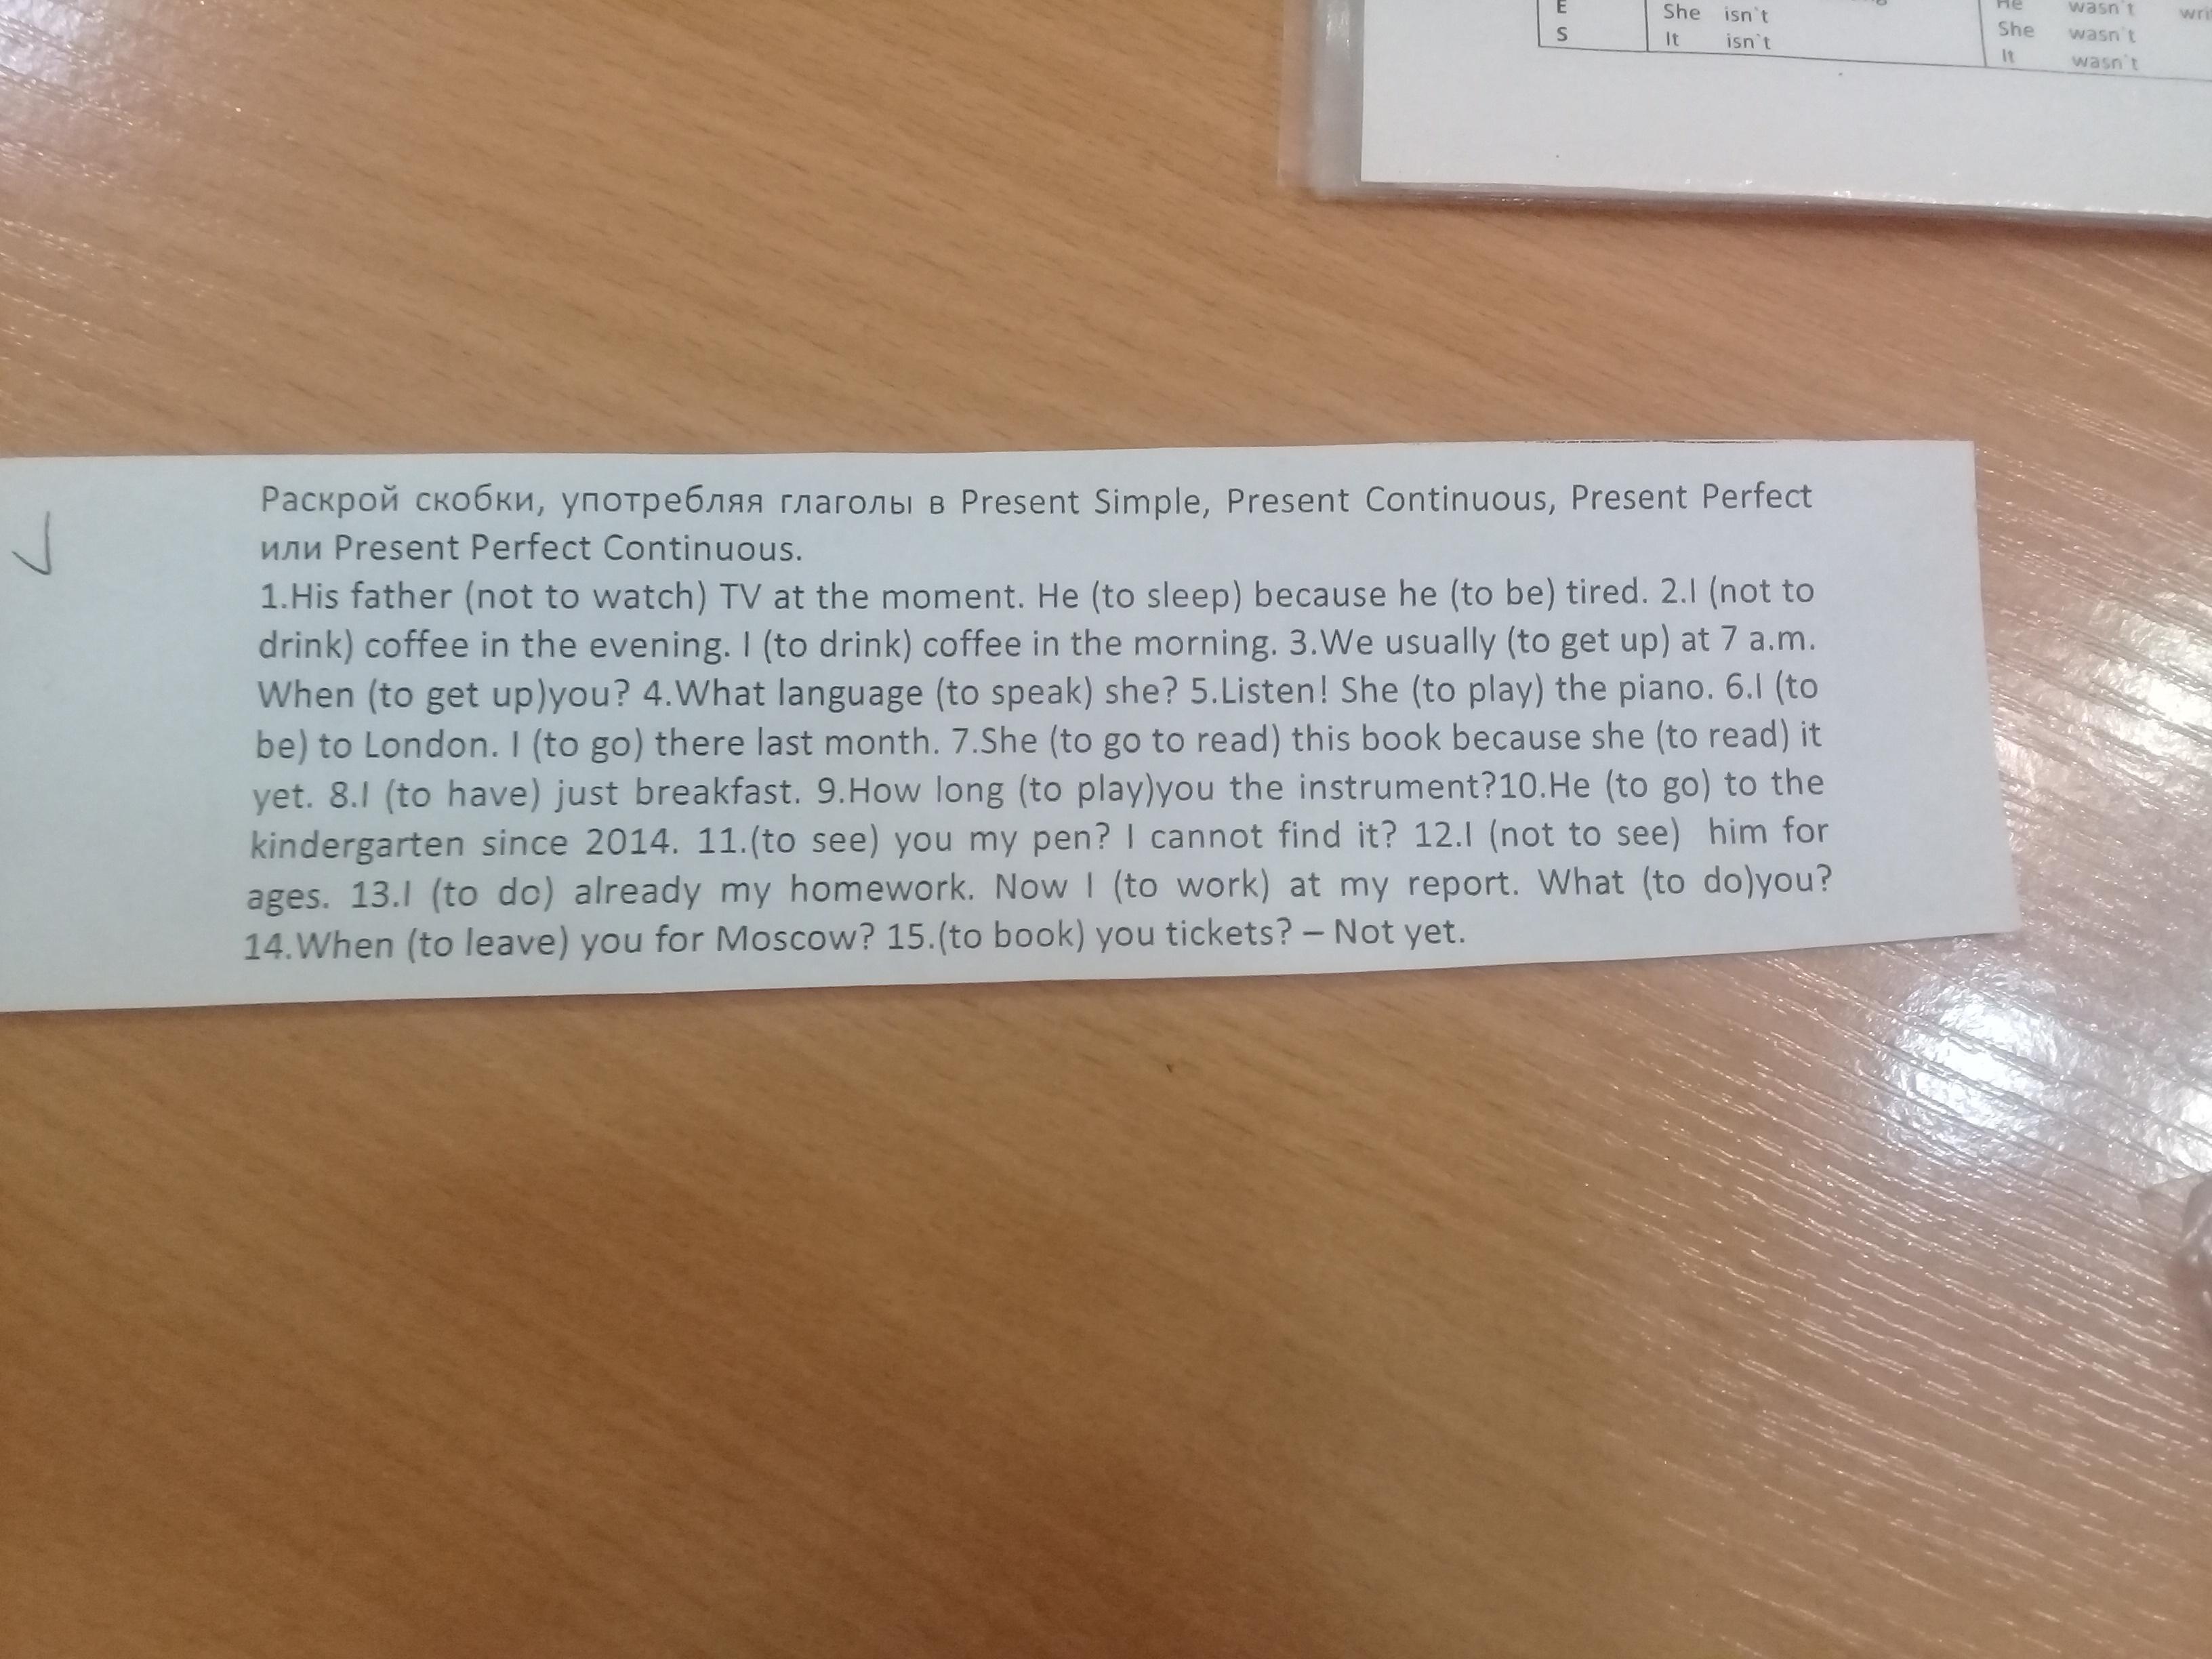 E
She isn`t
He wasn`t
S
It isn`t
She wasn`t
It wasn`t
Раскрой скобки, употребляя глаголы в Present Simple, Present Continuous, Present Perfect
или Present Perfect Continuous.
1.His father (not to watch) TV at the moment. He (to sleep) because he (to be) tired. 2.I (not to
drink) coffee in the evening. I (to drink) coffee in the morning. 3.We usually (to get up) at 7 a.m.
When (to get up)you? 4.What language (to speak) she? 5.Listen! She (to play) the piano. 6.I (to
be) to London. I (to go) there last month. 7.She (to go to read) this book because she (to read) it
yet. 8.I (to have) just breakfast. 9.How long (to play)you the instrument?10.He (to go) to the
kindergarten since 2014. 11.(to see) you my pen? I cannot find it? 12.I (not to see) him for
ages. 13.I (to do) already my homework. Now I (to work) at my report. What (to do)you?
14.When (to leave) you for Moscow? 15.(to book) you tickets? – Not yet.